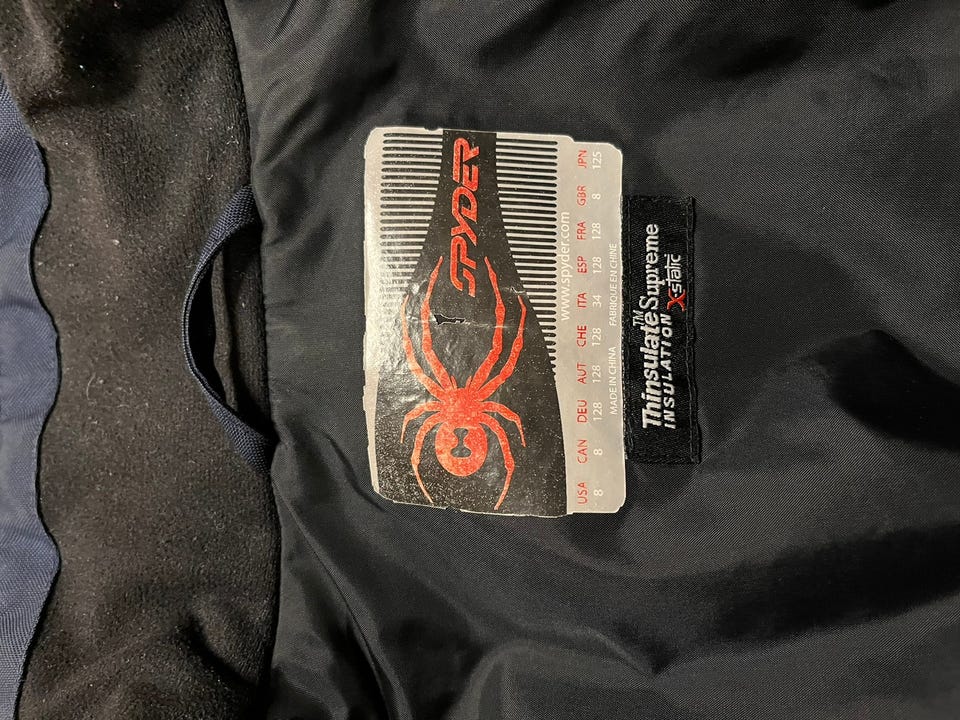 SPYDER
www.spyder.com
USA CAN DEU AUT CHE ITA ESP FRA GBR JPN
8 8 128 128 128 34 128 128 8 125
MADE IN CHINA FABRIQUE EN CHINE
Thinsulate™ Supreme
INSULATION X-static